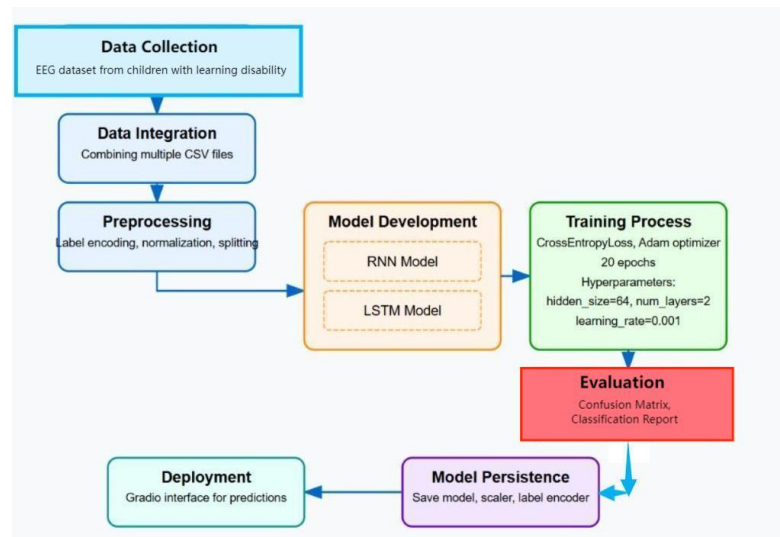 Data Collection
EEG dataset from children with learning disability
Data Integration
Combining multiple CSV files
Preprocessing
Label encoding, normalization, splitting
Model Development
RNN Model
LSTM Model
Training Process
CrossEntropyLoss, Adam optimizer
20 epochs
Hyperparameters:
hidden_size=64, num_layers=2
learning_rate=0.001
Evaluation
Confusion Matrix,
Classification Report
Model Persistence
Save model, scaler, label encoder
Deployment
Gradio interface for predictions